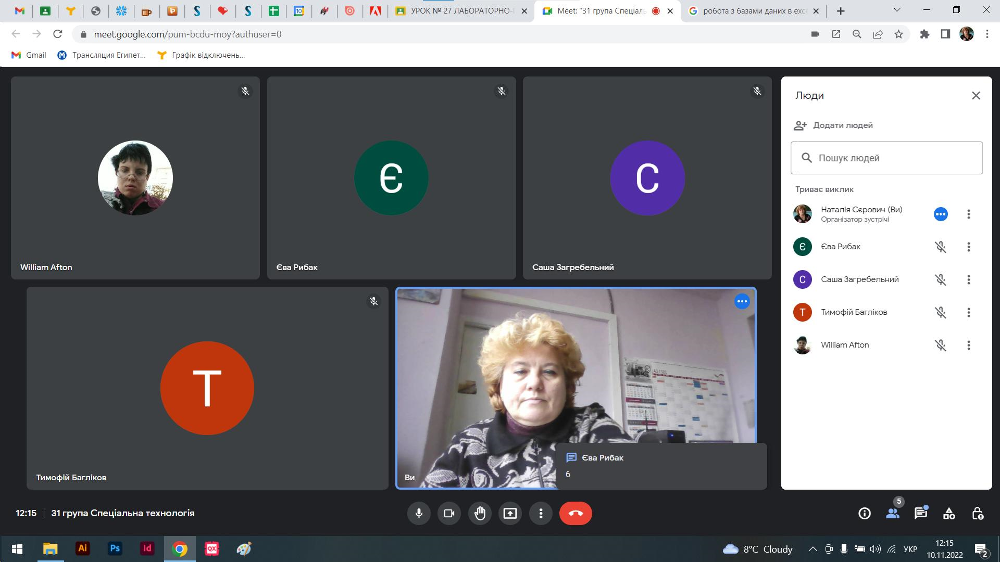 УРОК № 27 ЛАБОРАТОРНО-
Meet: "31 група Спеціаль
робота з базами даних в exc
meet.google.com/pum-bcdu-moy?authuser=0
Gmail
Трансляция Египет...
Графік відключень...
William Afton
Є
Єва Рибак
С
Саша Загребельний
Т
Тимофій Багліков
Ви
Єва Рибак
6
Люди
Додати людей
Пошук людей
Триває виклик
Наталія Сєрович (Ви)
Організатор зустрічі
Є
Єва Рибак
С
Саша Загребельний
Т
Тимофій Багліков
William Afton
12:15
31 група Спеціальна технологія
5
Ai
Ps
Id
QX
8°C Cloudy
УКР
12:15
10.11.2022
2